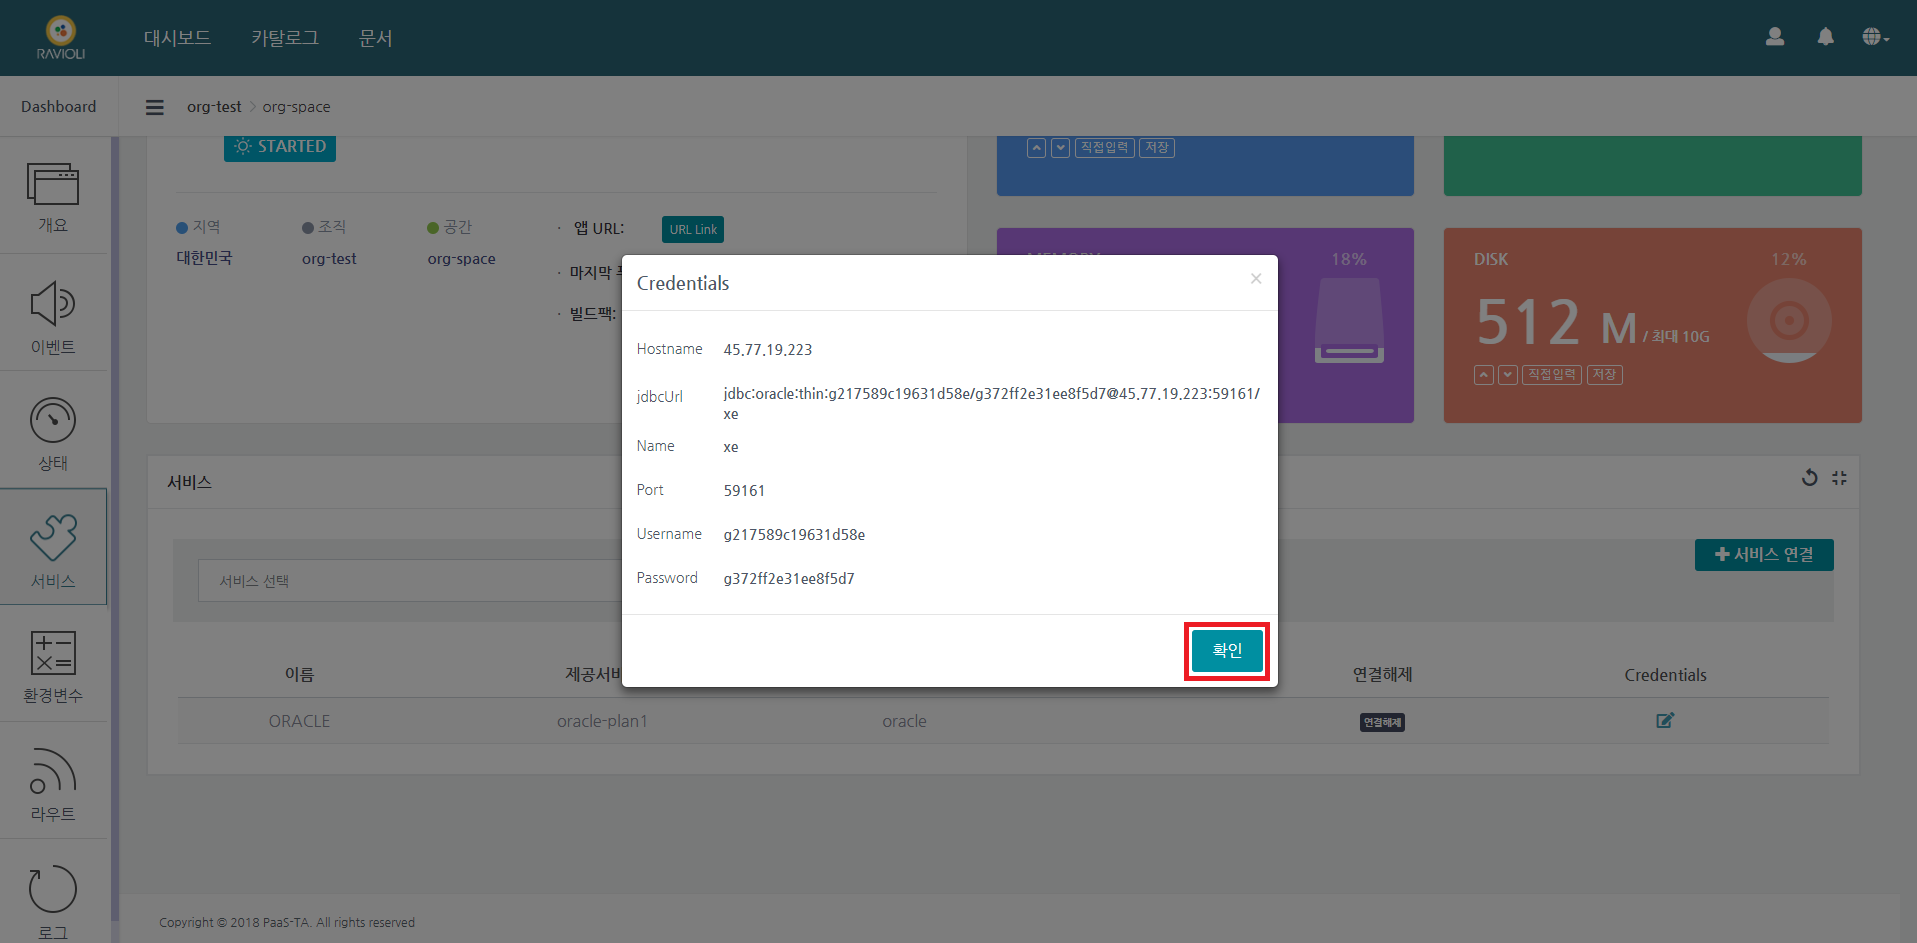 RAVIOLI
대시보드 카탈로그 문서
Dashboard
org-test > org-space
개요
이벤트
상태
서비스
환경변수
라우트
로그
STARTED
직접입력 저장
지역 조직 공간
대한민국 org-test org-space
앱 URL: URL Link
마지막
빌드팩:
18%
DISK 12%
512 M / 최대 10G
직접입력 저장
Credentials ×
Hostname 45.77.19.223
jdbcUrl jdbc:oracle:thin:g217589c19631d58e/g372ff2e31ee8f5d7@45.77.19.223:59161/
xe
Name xe
Port 59161
Username g217589c19631d58e
Password g372ff2e31ee8f5d7
확인
서비스
서비스 선택
서비스 연결
이름 제공서비 연결해제 Credentials
ORACLE oracle-plan1 oracle 연결해제
Copyright © 2018 PaaS-TA. All rights reserved